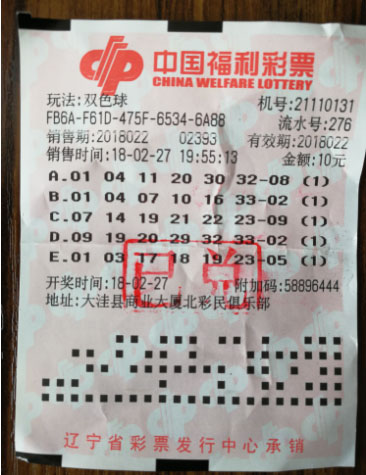 中国福利彩票
CHINA WELFARE LOTTERY
玩法:双色球 机号:21110131
FB6A-F61D-475F-6534-6A88 流水号:276
销售期:2018022 02393 有效期:2018022
销售时间:18-02-27 19:55:13 金额:10元
A.01 04 11 20 30 32-08 (1)
B.01 04 07 10 16 33-02 (1)
C.07 14 19 21 22 23-09 (1)
D.09 19 20 29 32 33-02 (1)
E.01 03 17 18 19 23-05 (1)
已兑
开奖时间:18-02-27 附加码:58896444
地址:大洼县商业大厦北彩民俱乐部
辽宁省彩票发行中心承销